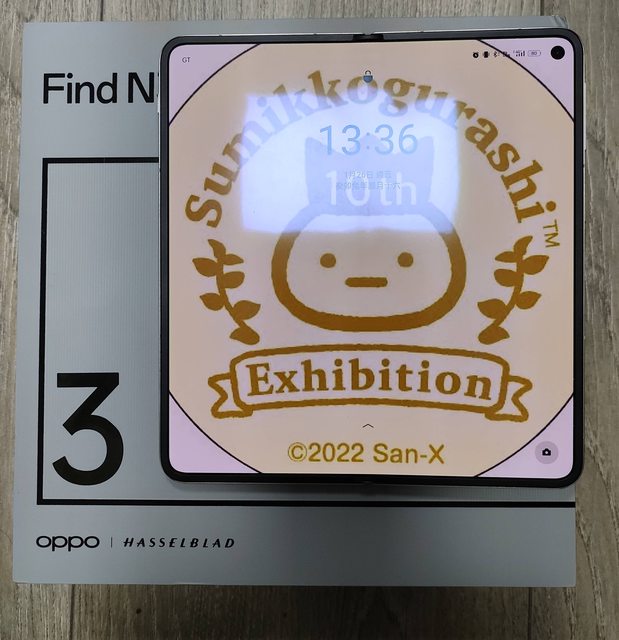 Find N
3
oppo | HASSELBLAD
GT
Sumikkogurashi™
13:36
10th
Exhibition
©2022 San-X